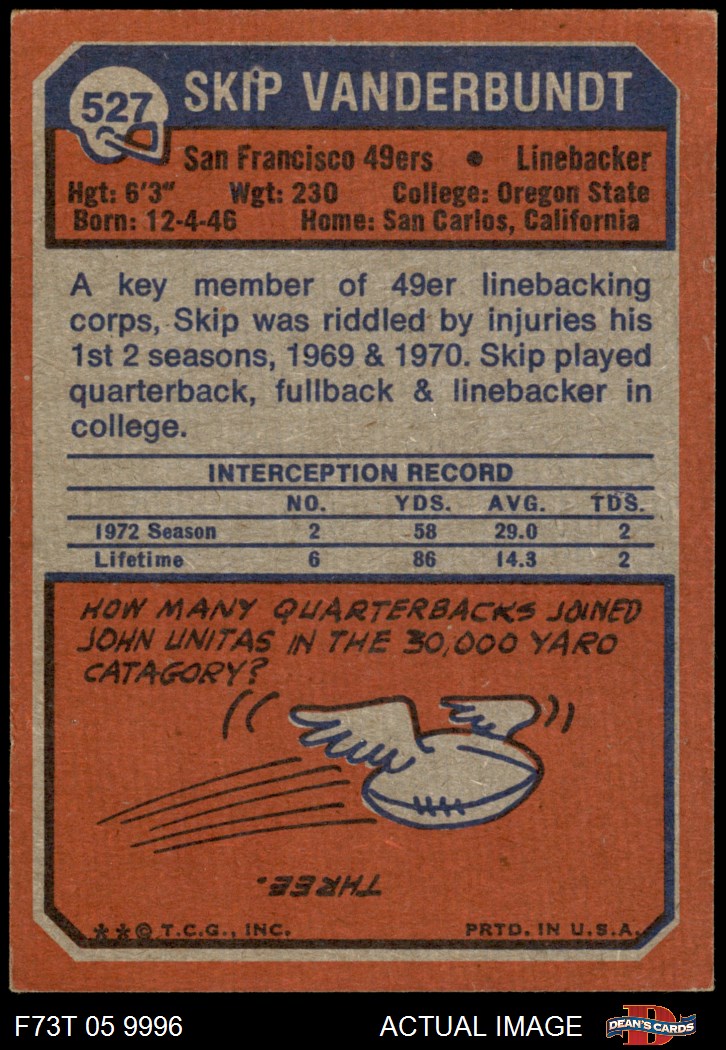 527
SKIP VANDERBUNDT
San Francisco 49ers • Linebacker
Hgt: 6'3" Wgt: 230 College: Oregon State
Born: 12-4-46 Home: San Carlos, California
A key member of 49er linebacking
corps, Skip was riddled by injuries his
1st 2 seasons, 1969 & 1970. Skip played
quarterback, fullback & linebacker in
college.
INTERCEPTION RECORD
NO. YDS. AVG. TDS.
1972 Season 2 58 29.0 2
Lifetime 6 86 14.3 2
HOW MANY QUARTERBACKS JOINED
JOHN UNITAS IN THE 30,000 YARD
CATAGORY?
THREE.
**© T.C.G., INC. PRTD. IN U.S.A.
F73T 05 9996 ACTUAL IMAGE D DEAN'S CARDS